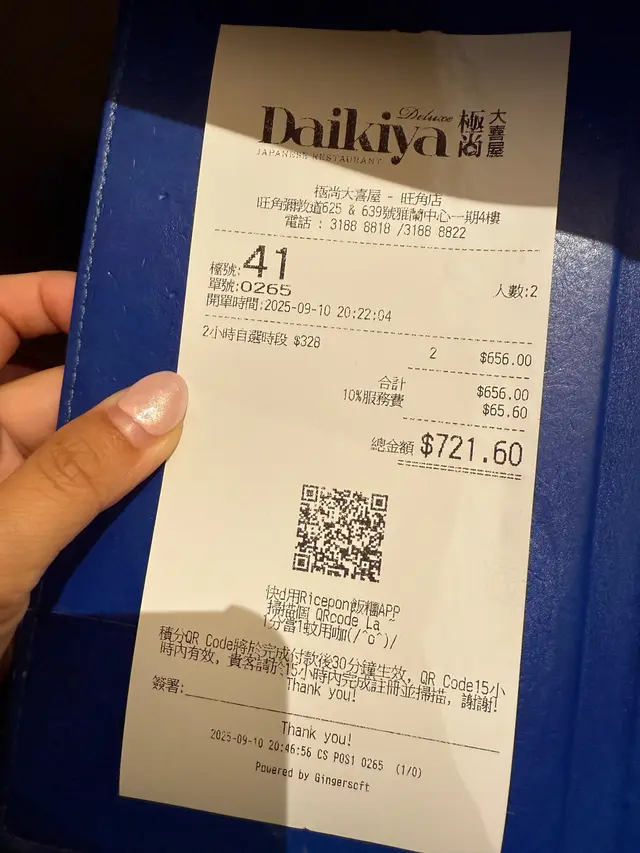 Deluxe
Daikiya 極尚 大喜屋
JAPANESE RESTAURANT
極尚大喜屋 - 旺角店
旺角彌敦道625 & 639號雅蘭中心一期4樓
電話 : 3188 8818 /3188 8822
檯號:41
單號:0265 人數:2
開單時間:2025-09-10 20:22:04
2小時自選時段 $328 2 $656.00
合計 $656.00
10%服務費 $65.60
總金額 $721.60
快d用Ricepon飯糰APP
掃描個 QRcode La ~
1分當1蚊用咖(/^o^)/
積分QR Code將於完成付款後30分鐘生效, QR Code15小
時內有效, 貴客請於15小時內完成註冊並掃描, 謝謝!
Thank you!
簽署:
Thank you!
2025-09-10 20:46:56 CS POS1 0265 (1/0)
Powered by Gingersoft